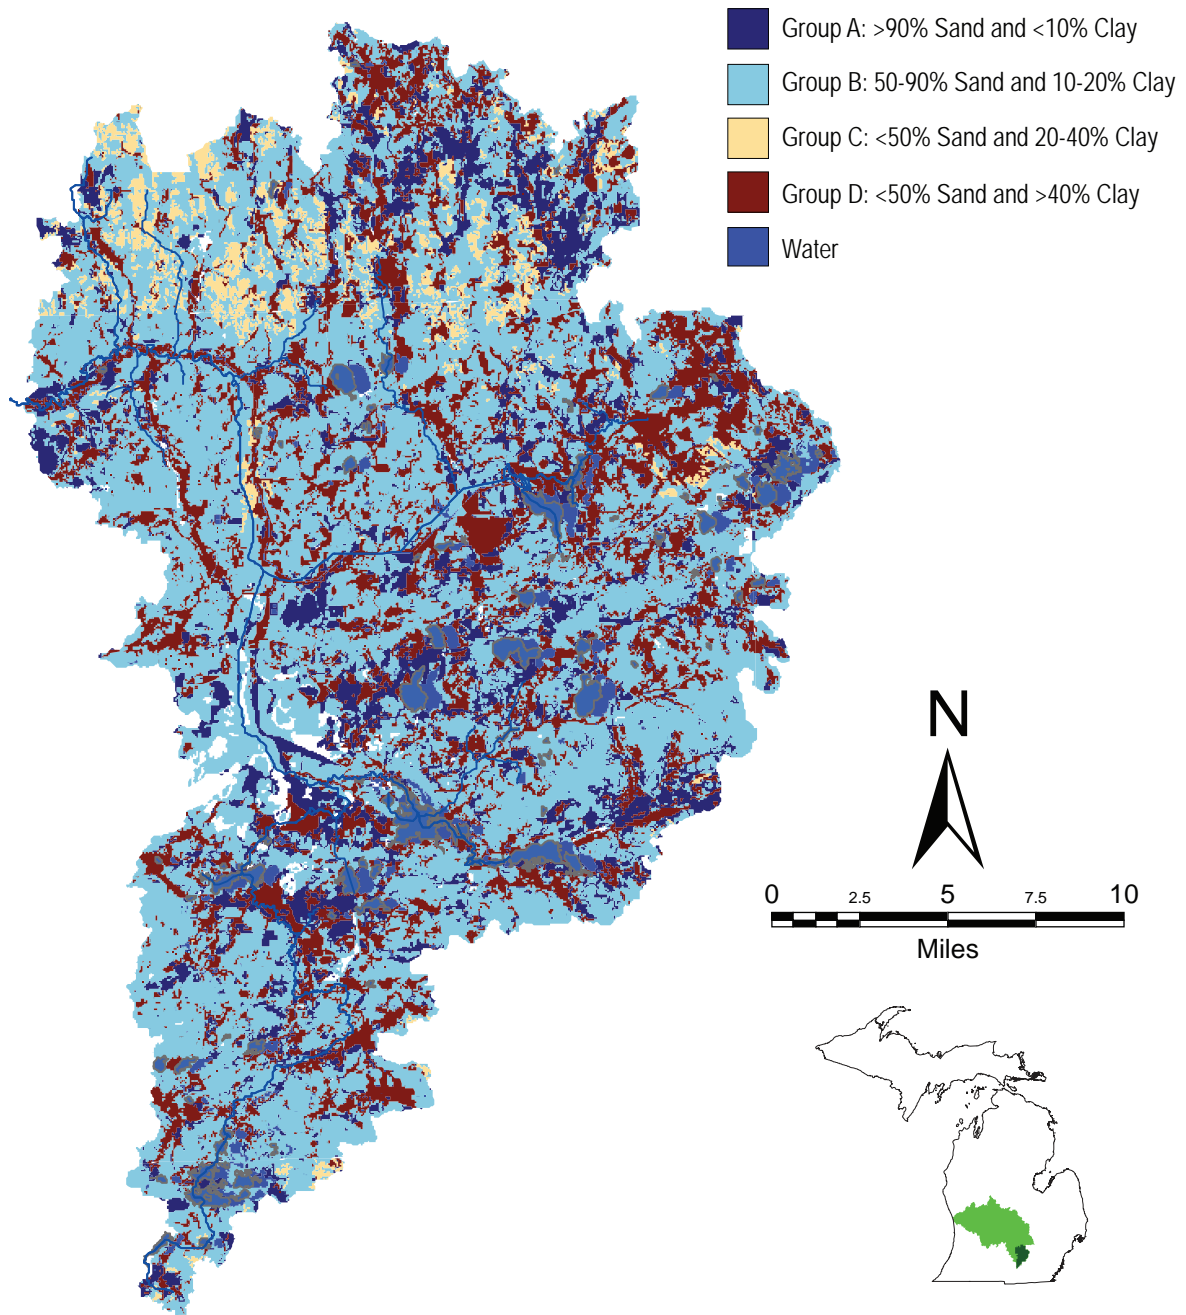 Group A: >90% Sand and <10% Clay
Group B: 50-90% Sand and 10-20% Clay
Group C: <50% Sand and 20-40% Clay
Group D: <50% Sand and >40% Clay
Water
N
0 2.5 5 7.5 10
Miles